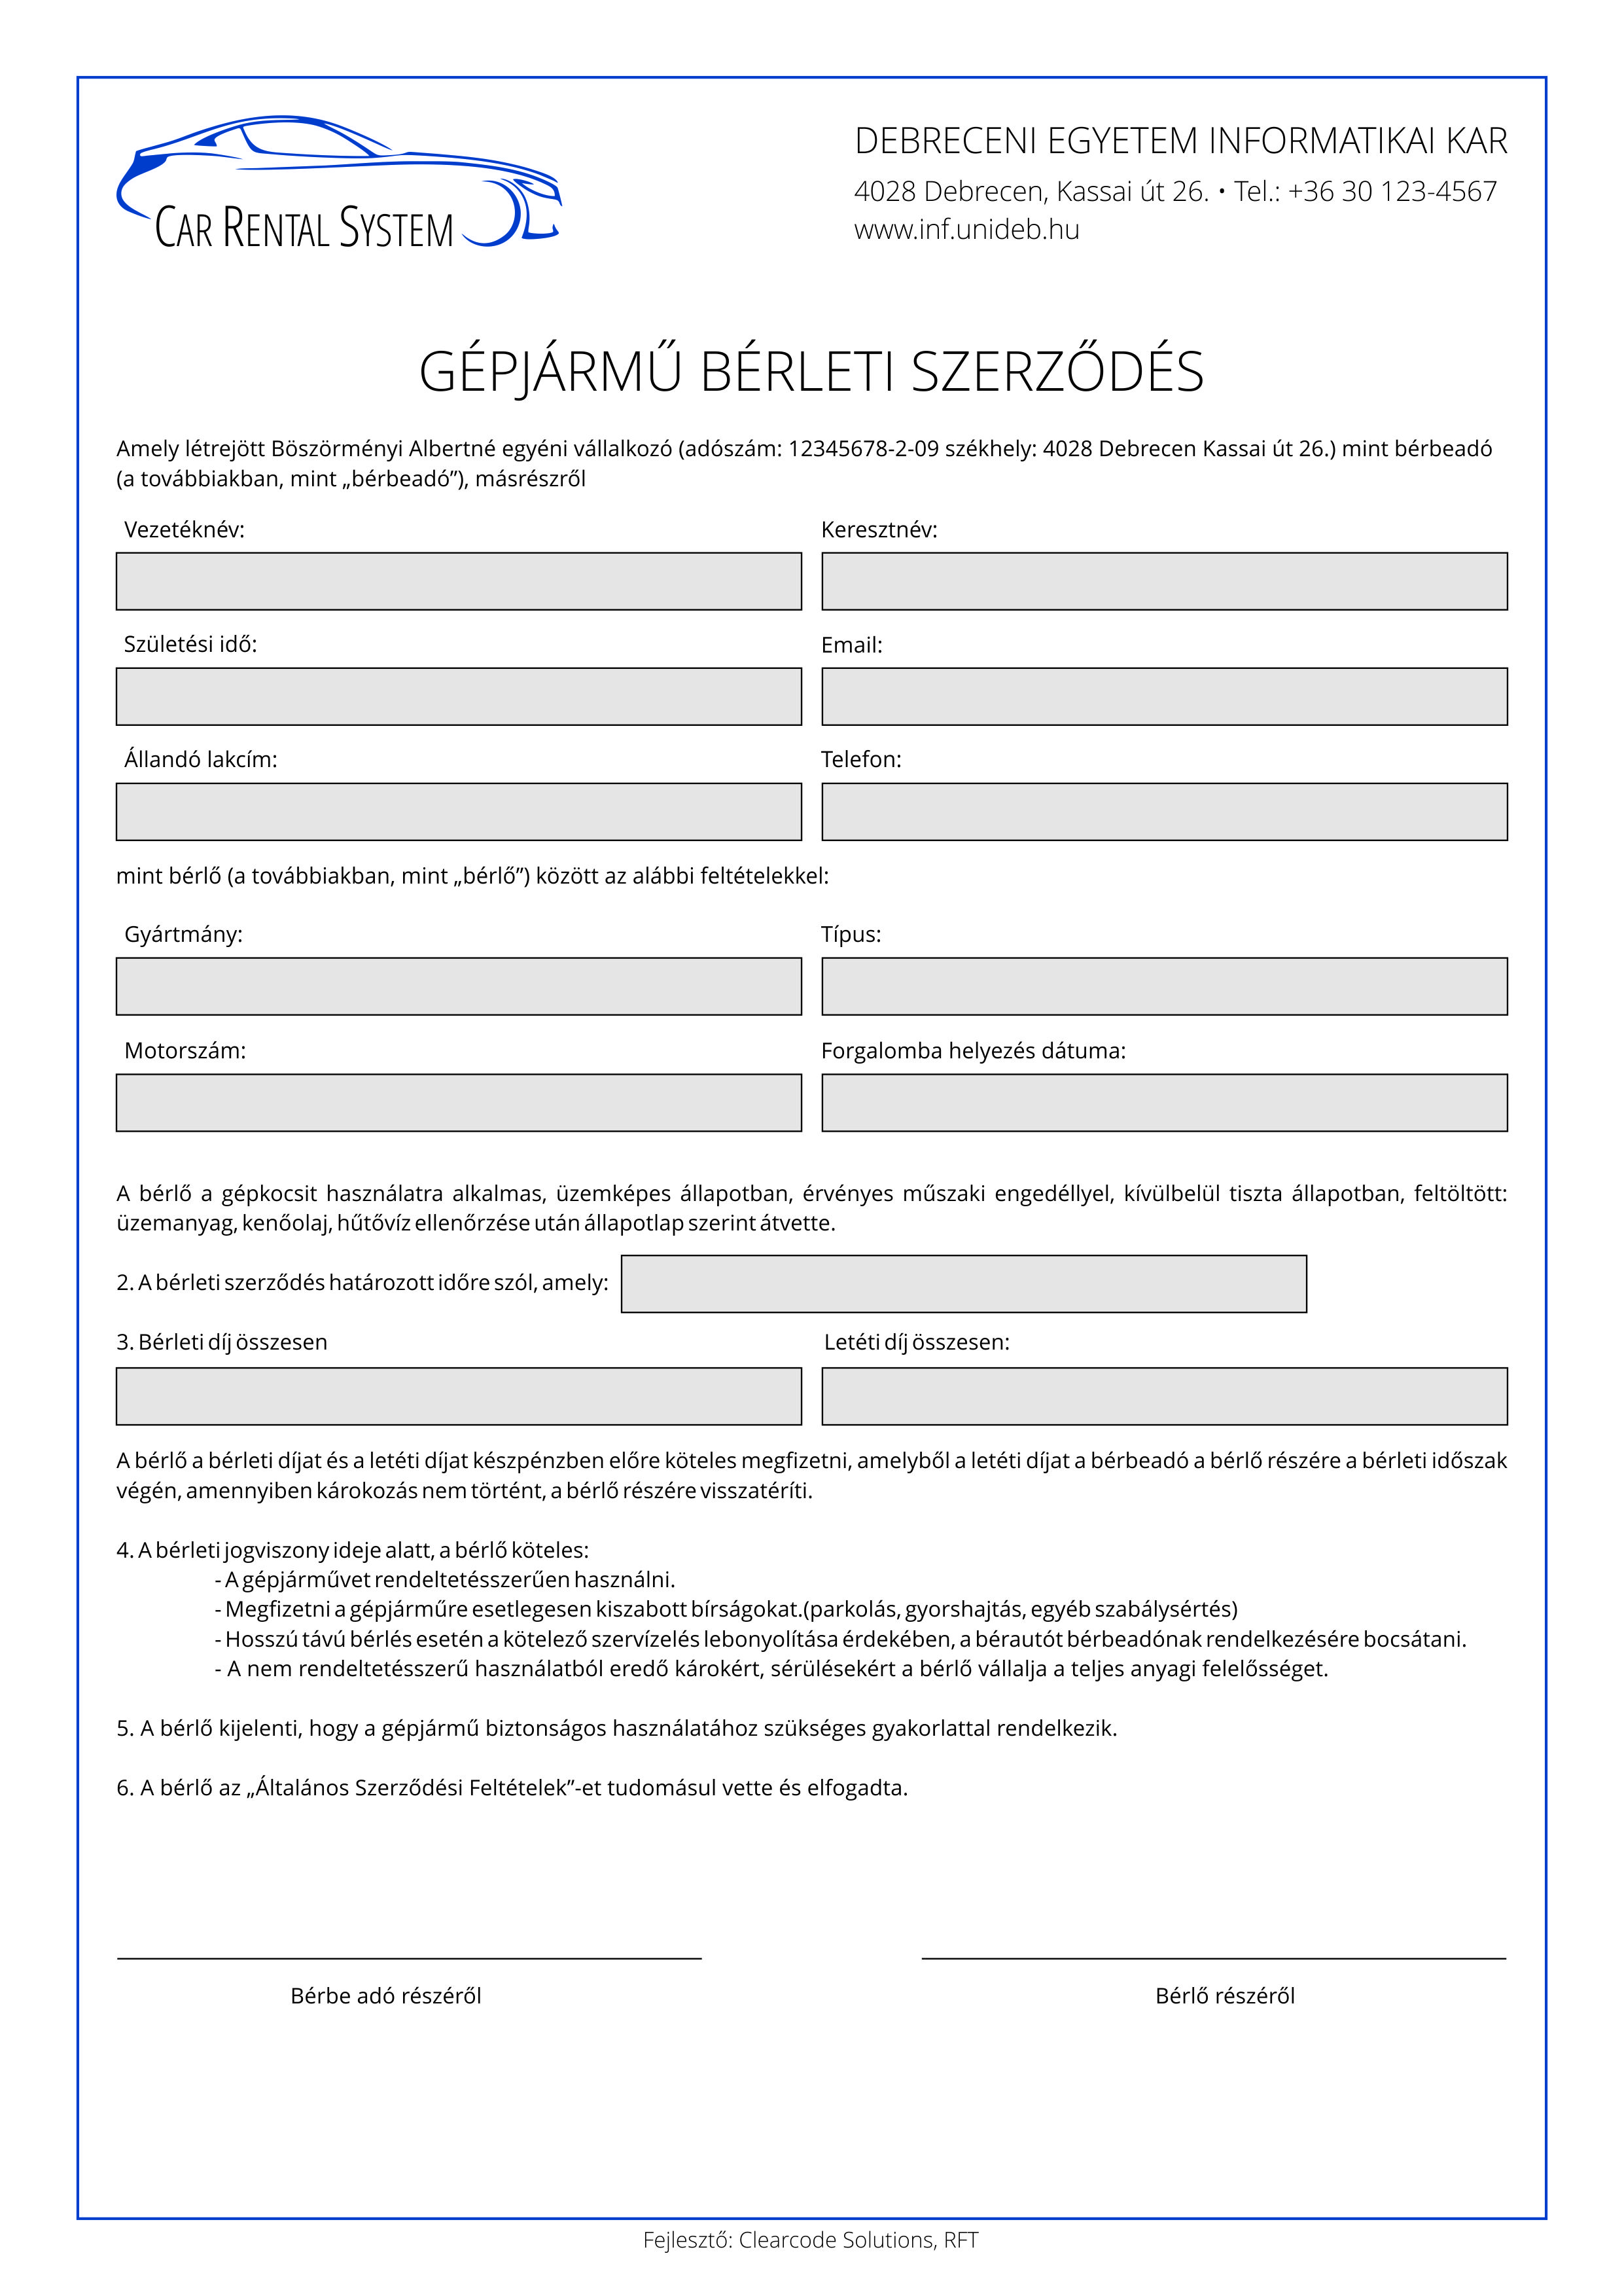 CAR RENTAL SYSTEM
DEBRECENI EGYETEM INFORMATIKAI KAR
4028 Debrecen, Kassai út 26. • Tel.: +36 30 123-4567
www.inf.unideb.hu
GÉPJÁRMŰ BÉRLETI SZERZŐDÉS
Amely létrejött Böszörményi Albertné egyéni vállalkozó (adószám: 12345678-2-09 székhely: 4028 Debrecen Kassai út 26.) mint bérbeadó
(a továbbiakban, mint „bérbeadó”), másrészről
Vezetéknév: Keresztnév:
Születési idő: Email:
Állandó lakcím: Telefon:
mint bérlő (a továbbiakban, mint „bérlő”) között az alábbi feltételekkel:
Gyártmány: Típus:
Motorszám: Forgalomba helyezés dátuma:
A bérlő a gépkocsit használatra alkalmas, üzemképes állapotban, érvényes műszaki engedéllyel, kívülbelül tiszta állapotban, feltöltött:
üzemanyag, kenőolaj, hűtővíz ellenőrzése után állapotlap szerint átvette.
2. A bérleti szerződés határozott időre szól, amely:
3. Bérleti díj összesen Letéti díj összesen:
A bérlő a bérleti díjat és a letéti díjat készpénzben előre köteles megfizetni, amelyből a letéti díjat a bérbeadó a bérlő részére a bérleti időszak
végén, amennyiben károkozás nem történt, a bérlő részére visszatéríti.
4. A bérleti jogviszony ideje alatt, a bérlő köteles:
- A gépjárművet rendeltetésszerűen használni.
- Megfizetni a gépjárműre esetlegesen kiszabott bírságokat.(parkolás, gyorshajtás, egyéb szabálysértés)
- Hosszú távú bérlés esetén a kötelező szervízelés lebonyolítása érdekében, a bérautót bérbeadónak rendelkezésére bocsátani.
- A nem rendeltetésszerű használatból eredő károkért, sérülésekért a bérlő vállalja a teljes anyagi felelősséget.
5. A bérlő kijelenti, hogy a gépjármű biztonságos használatához szükséges gyakorlattal rendelkezik.
6. A bérlő az „Általános Szerződési Feltételek”-et tudomásul vette és elfogadta.
Bérbe adó részéről Bérlő részéről
Fejlesztő: Clearcode Solutions, RFT